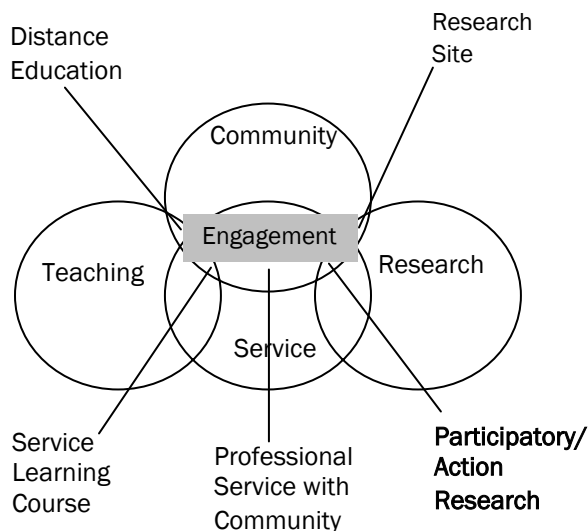 Distance
Education
Research
Site
Community
Engagement
Teaching
Research
Service
Service
Learning
Course
Professional
Service with
Community
Participatory/
Action
Research